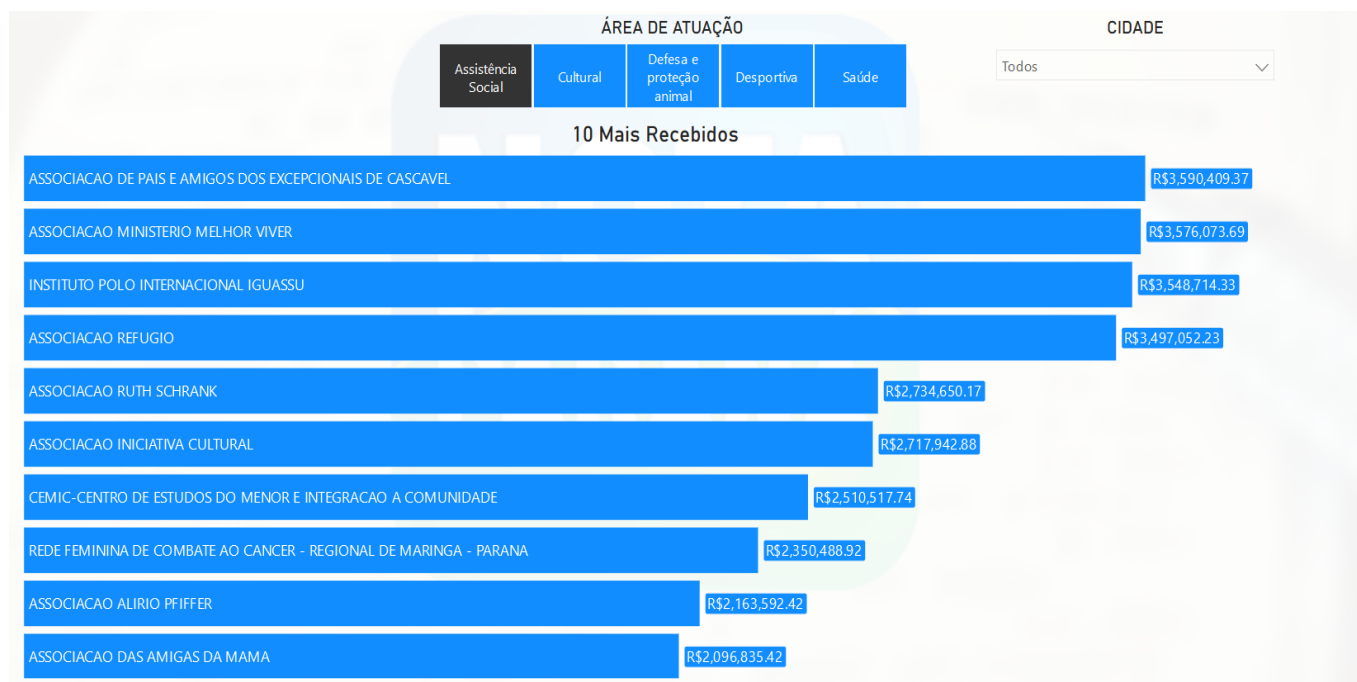 ÁREA DE ATUAÇÃO
CIDADE
Assistência
Social
Cultural
Defesa e
proteção
animal
Desportiva
Saúde
Todos
10 Mais Recebidos
ASSOCIACAO DE PAIS E AMIGOS DOS EXCEPCIONAIS DE CASCAVEL R$3,590,409.37
ASSOCIACAO MINISTERIO MELHOR VIVER R$3,576,073.69
INSTITUTO POLO INTERNACIONAL IGUASSU R$3,548,714.33
ASSOCIACAO REFUGIO R$3,497,052.23
ASSOCIACAO RUTH SCHRANK R$2,734,650.17
ASSOCIACAO INICIATIVA CULTURAL R$2,717,942.88
CEMIC-CENTRO DE ESTUDOS DO MENOR E INTEGRACAO A COMUNIDADE R$2,510,517.74
REDE FEMININA DE COMBATE AO CANCER - REGIONAL DE MARINGA - PARANA R$2,350,488.92
ASSOCIACAO ALIRIO PFIFFER R$2,163,592.42
ASSOCIACAO DAS AMIGAS DA MAMA R$2,096,835.42